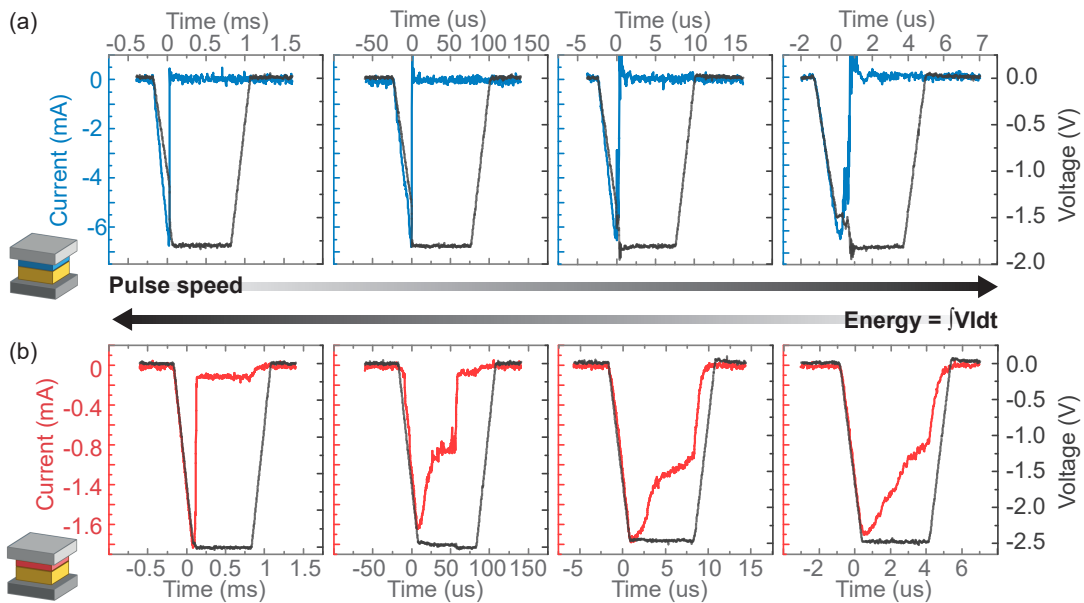 (a)
Time (ms)
Time (us)
Time (us)
Time (us)
-0.5 0 0.5 1 1.5
-50 0 50 100 150
-5 0 5 10 15
-2 0 2 4 7
Current (mA)
0
-2
-4
-6
0.0
-0.5
-1.0
-1.5
-2.0
Voltage (V)
Pulse speed
Energy = ∫VIdt
(b)
Current (mA)
0
-0.4
-0.8
-1.2
-1.6
0.0
-0.5
-1.0
-1.5
-2.0
-2.5
Voltage (V)
-0.5 0 0.5 1 1.5
-50 0 50 100 150
-5 0 5 10 15
-2 0 2 4 6
Time (ms)
Time (us)
Time (us)
Time (us)